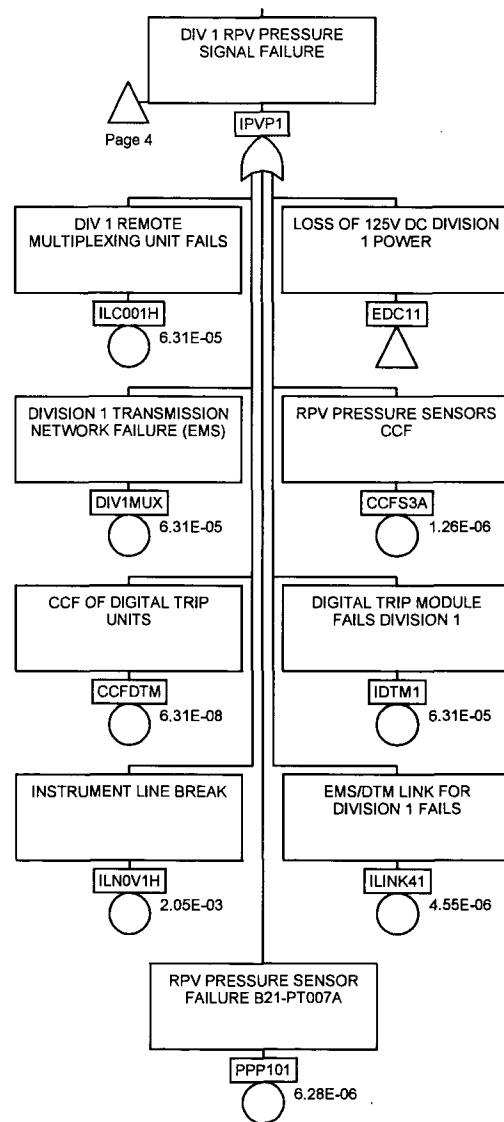 DIV 1 RPV PRESSURE
SIGNAL FAILURE
IPVP1
Page 4
DIV 1 REMOTE
MULTIPLEXING UNIT FAILS
ILC001H
6.31E-05
LOSS OF 125V DC DIVISION
1 POWER
EDC11
DIVISION 1 TRANSMISSION
NETWORK FAILURE (EMS)
DIV1MUX
6.31E-05
RPV PRESSURE SENSORS
CCF
CCFS3A
1.26E-06
CCF OF DIGITAL TRIP
UNITS
CCFDTM
6.31E-08
DIGITAL TRIP MODULE
FAILS DIVISION 1
IDTM1
6.31E-05
INSTRUMENT LINE BREAK
ILN0V1H
2.05E-03
EMS/DTM LINK FOR
DIVISION 1 FAILS
ILINK41
4.55E-06
RPV PRESSURE SENSOR
FAILURE B21-PT007A
PPP101
6.28E-06